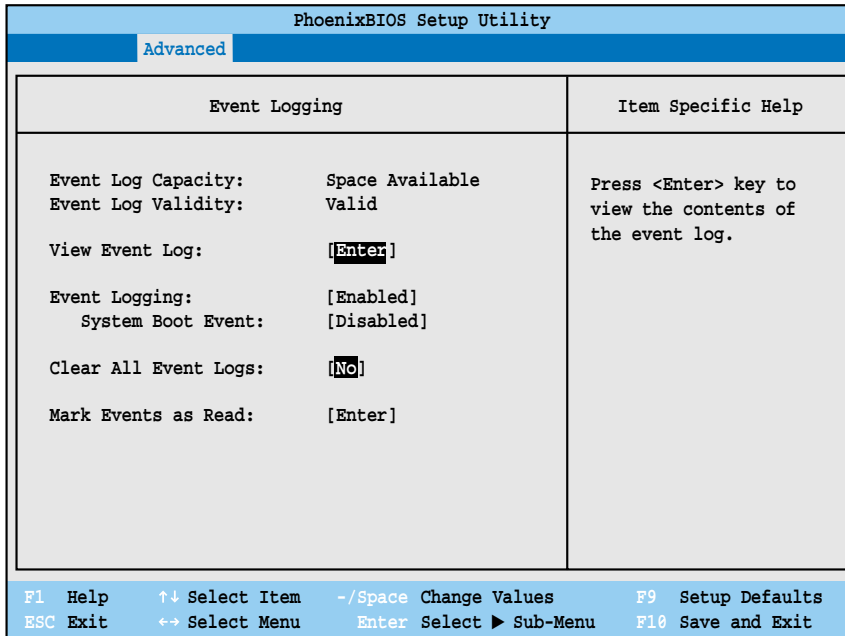 PhoenixBIOS Setup Utility
Advanced
Event Logging
Item Specific Help
Event Log Capacity: Space Available
Event Log Validity: Valid
View Event Log: [Enter]
Event Logging: [Enabled]
System Boot Event: [Disabled]
Clear All Event Logs: [No]
Mark Events as Read: [Enter]
Press <Enter> key to
view the contents of
the event log.
F1 Help ↑↓ Select Item -/Space Change Values F9 Setup Defaults
ESC Exit ←→ Select Menu Enter Select ▶ Sub-Menu F10 Save and Exit